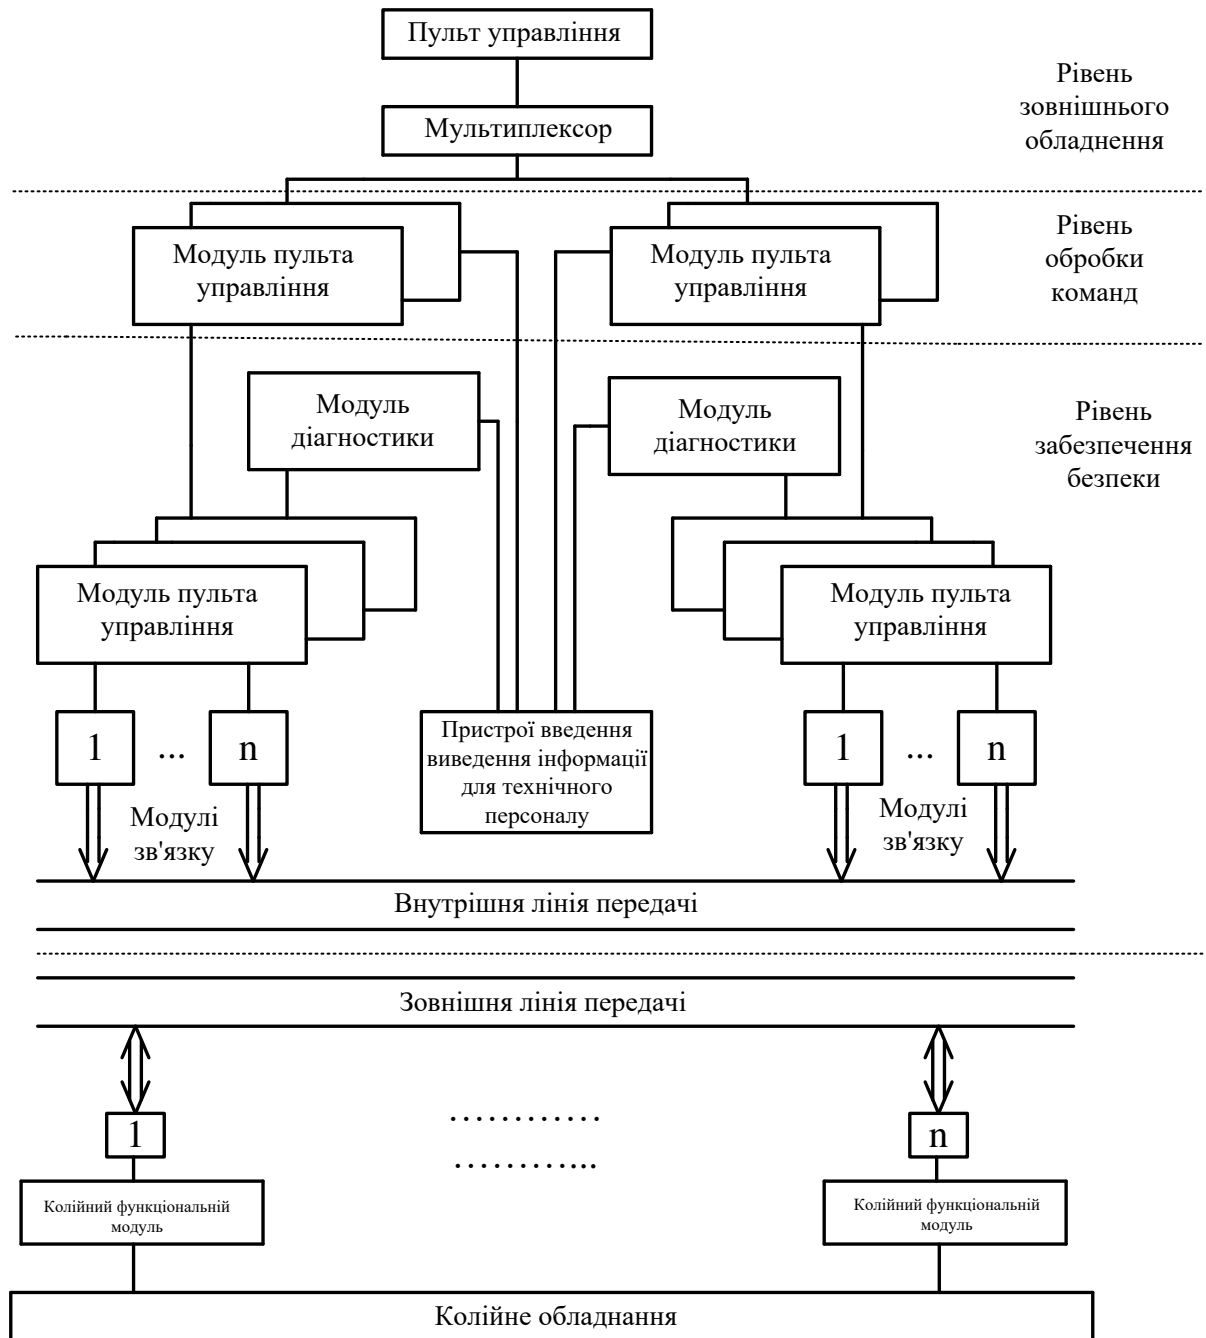 Пульт управління
Мультиплексор
Рівень
зовнішнього
обладнення
Модуль пульта
управління
Модуль пульта
управління
Рівень
обробки
команд
Модуль
діагностики
Модуль
діагностики
Рівень
забезпечення
безпеки
Модуль пульта
управління
Модуль пульта
управління
1 ... n
Пристрої введення
виведення інформації
для технічного
персоналу
1 ... n
Модулі
зв'язку
Модулі
зв'язку
Внутрішня лінія передачі
Зовнішня лінія передачі
1 ………… n
………...
Колійний функціональній
модуль
Колійний функціональній
модуль
Колійне обладнання